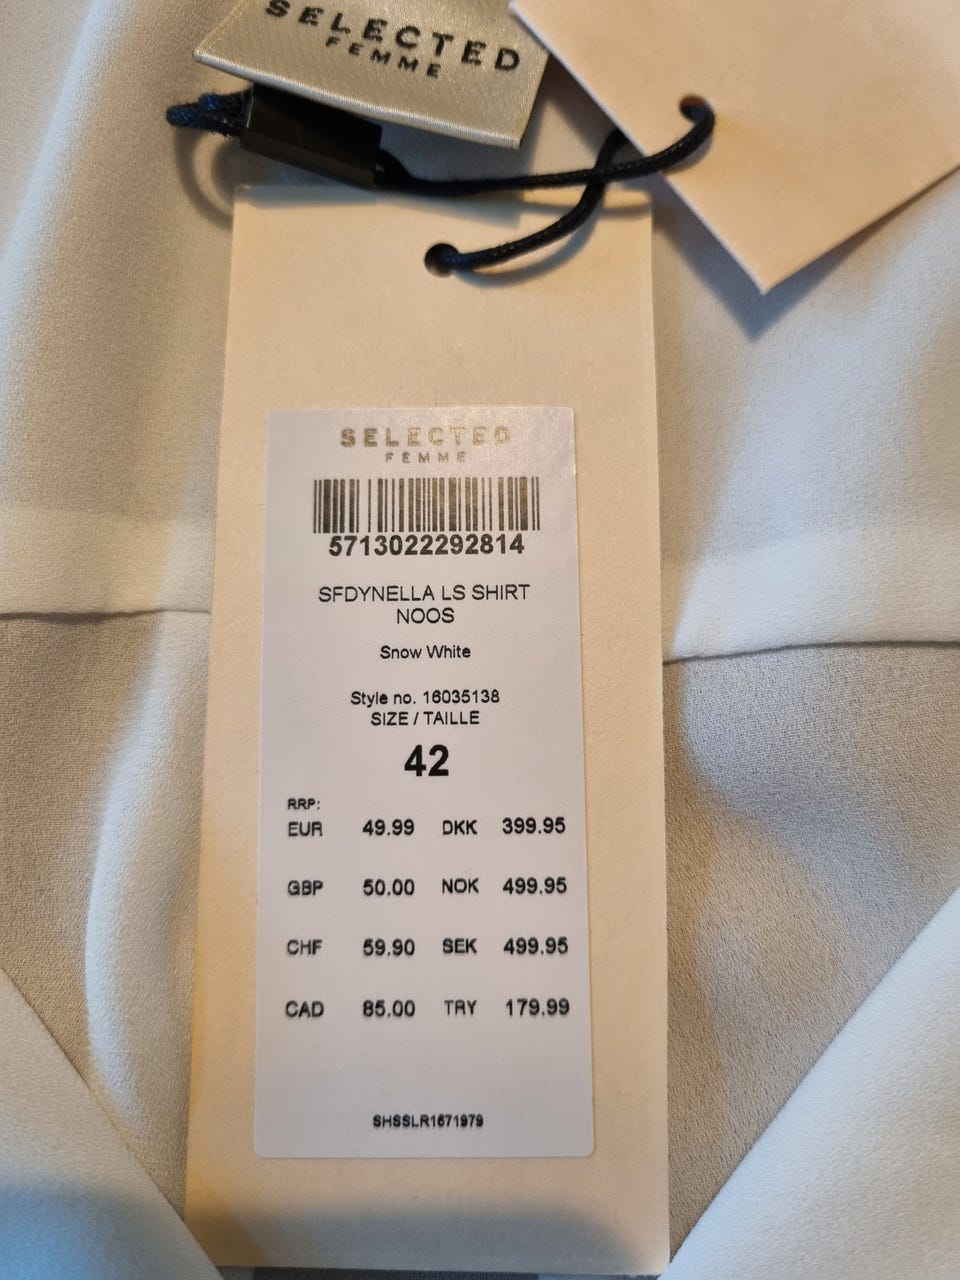 SELECTED
FEMME
SELECTED
FEMME
5713022292814
SFDYNELLA LS SHIRT
NOOS
Snow White
Style no. 16035138
SIZE / TAILLE
42
RRP:
EUR 49.99 DKK 399.95
GBP 50.00 NOK 499.95
CHF 59.90 SEK 499.95
CAD 85.00 TRY 179.99
SHSSLR1671979